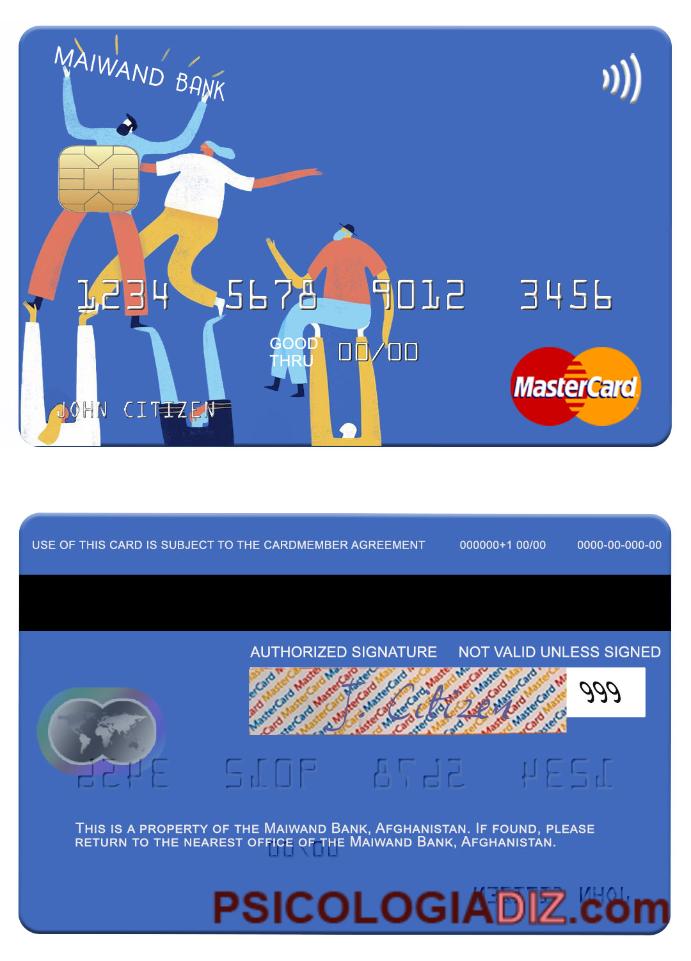 MAIWAND BANK
1234 5678 9012 3456
GOOD
THRU 00/00
JOHN CITIZEN
MasterCard
USE OF THIS CARD IS SUBJECT TO THE CARDMEMBER AGREEMENT 000000+1 00/00 0000-00-000-00
AUTHORIZED SIGNATURE NOT VALID UNLESS SIGNED
J. Citizen
999
THIS IS A PROPERTY OF THE MAIWAND BANK, AFGHANISTAN. IF FOUND, PLEASE
RETURN TO THE NEAREST OFFICE OF THE MAIWAND BANK, AFGHANISTAN.
PSICOLOGIADIZ.com